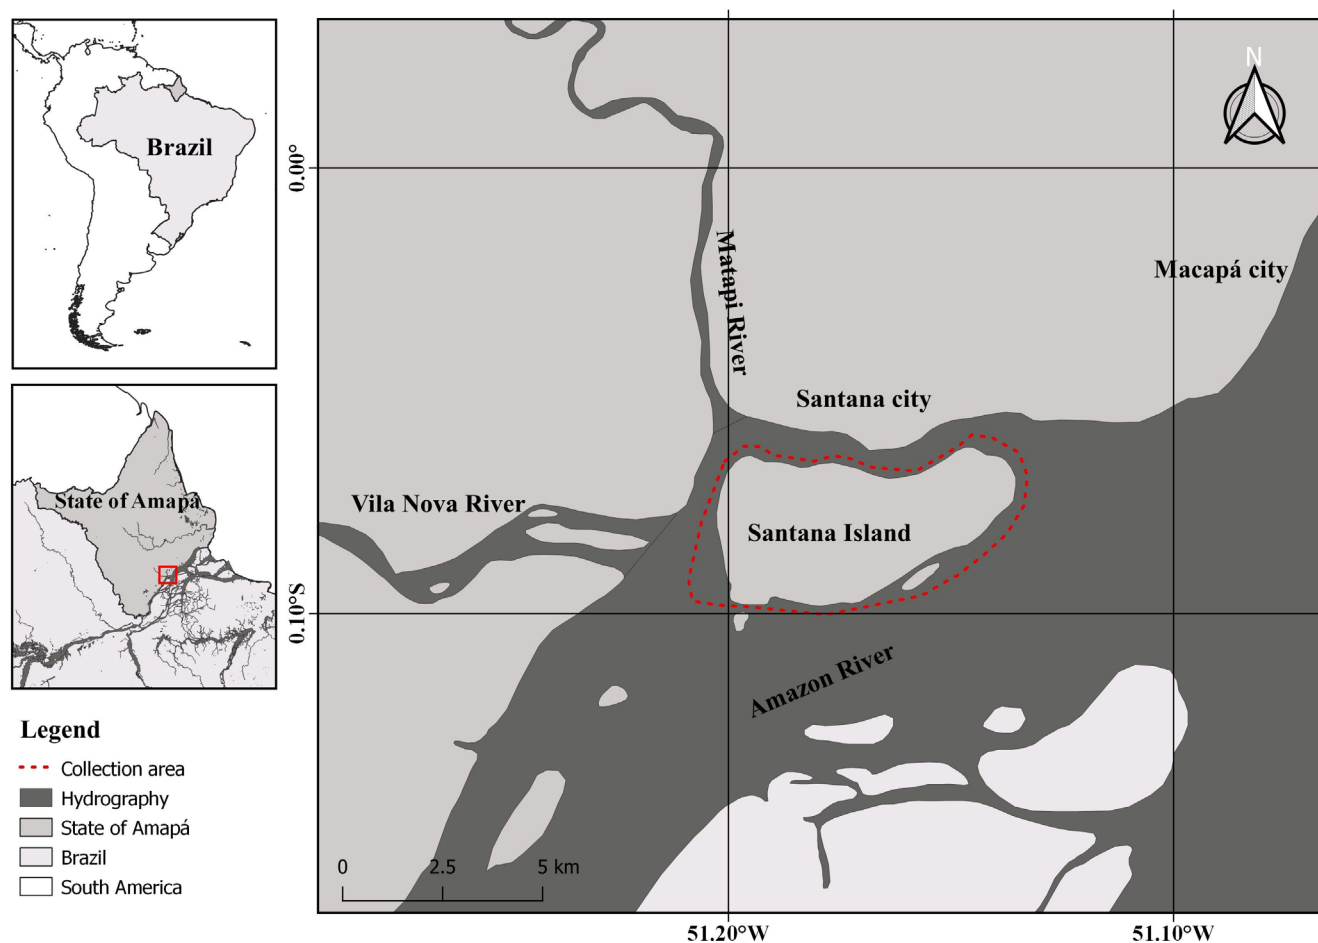 Brazil
State of Amapá
Legend
Collection area
Hydrography
State of Amapá
Brazil
South America
N
0.00°
0.10°S
Matapi River
Macapá city
Santana city
Vila Nova River
Santana Island
Amazon River
0 2.5 5 km
51.20°W 51.10°W